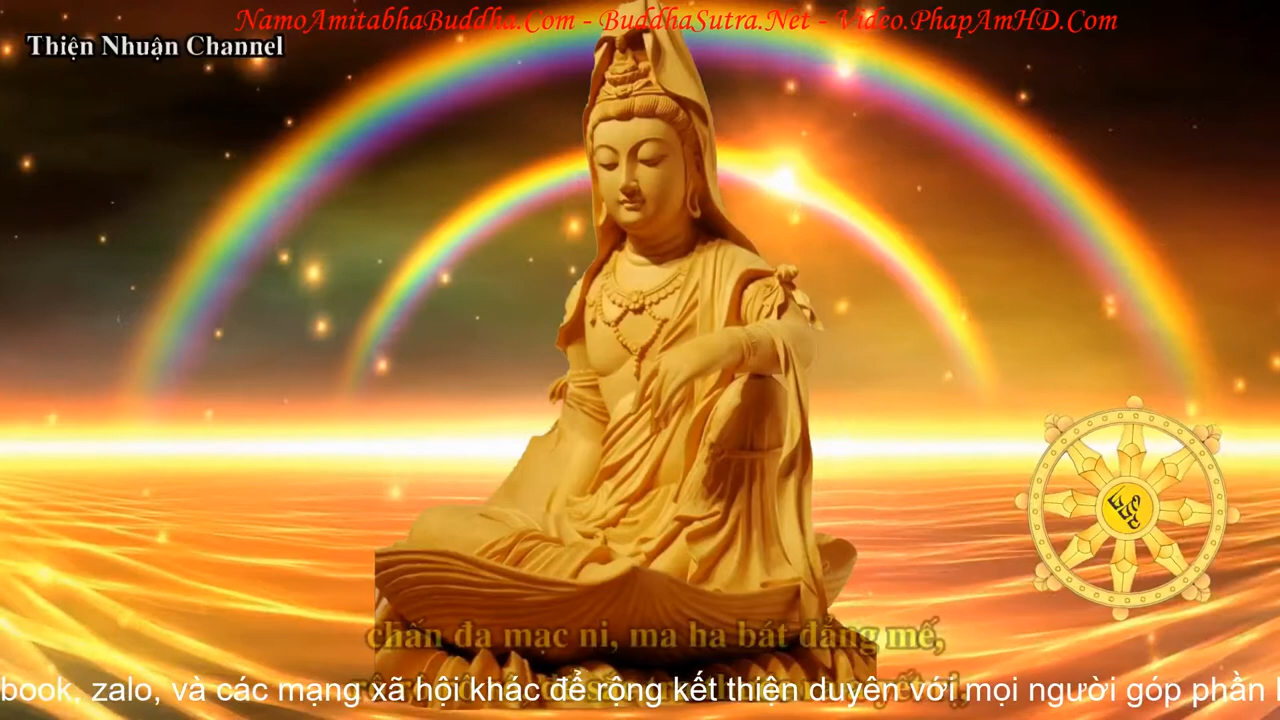 NamoAmitabhaBuddha.Com - BuddhaSutra.Net - Video.PhapAmHD.Com
Thiện Nhuận Channel
chấn đa mạc ni, ma ha bát đẳng mế,
book, zalo, và các mạng xã hội khác để rộng kết thiện duyên với mọi người góp phần